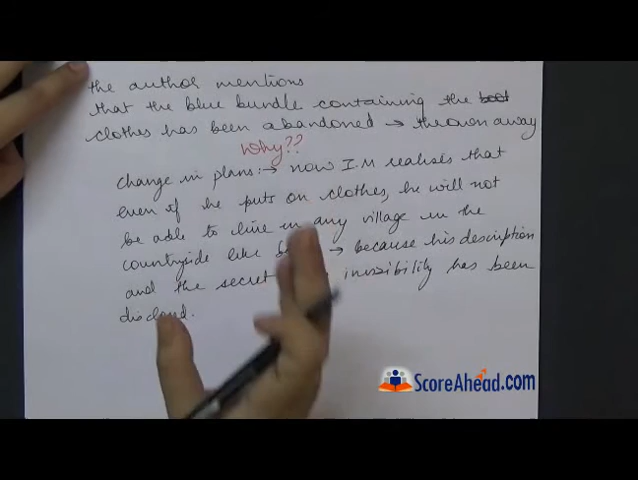 the author mentions
that the blue bundle containing the
clothes has been abandoned → thrown away
Why??
change in plans:→ now I.M realises that
even if he puts on clothes, he will not
be able to live in any village in the
countryside like → because his description
and the secret invisibility has been
ScoreAhead.com